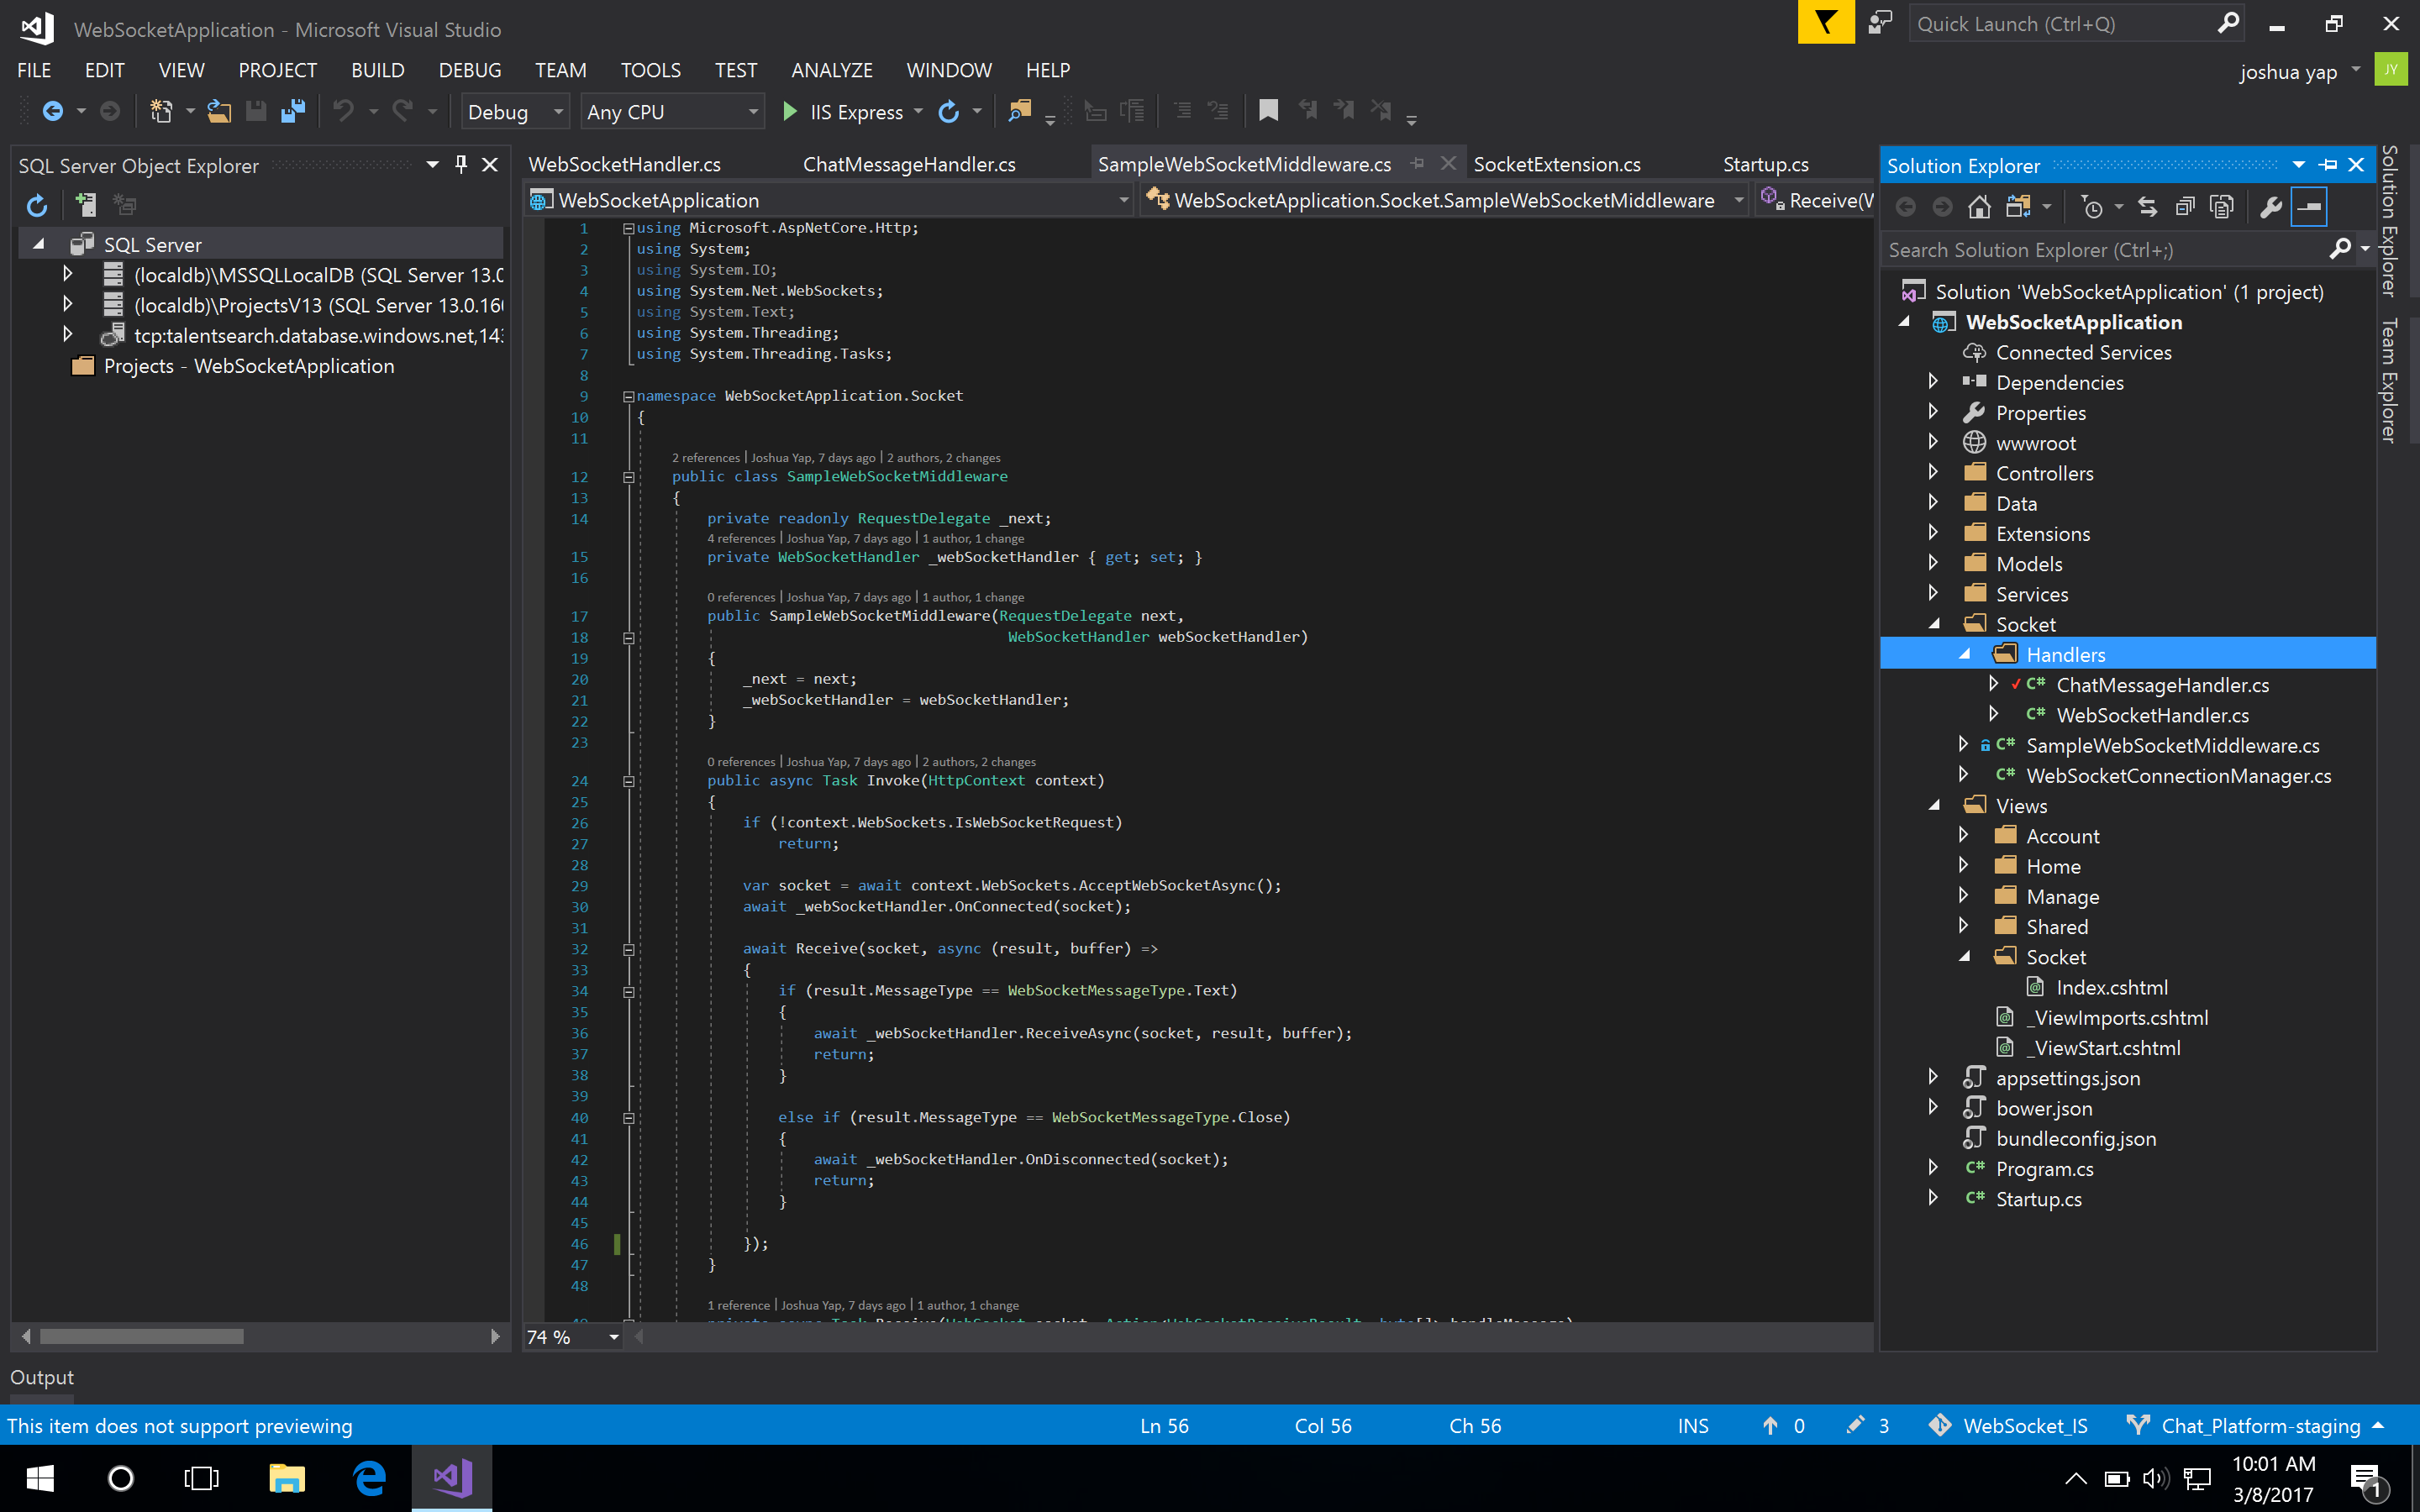 WebSocketApplication - Microsoft Visual Studio
Quick Launch (Ctrl+Q)
FILE EDIT VIEW PROJECT BUILD DEBUG TEAM TOOLS TEST ANALYZE WINDOW HELP
joshua yap
JY
Debug Any CPU IIS Express
SQL Server Object Explorer
SQL Server
(localdb)\MSSQLLocalDB (SQL Server 13.0
(localdb)\ProjectsV13 (SQL Server 13.0.16
tcp:talentsearch.database.windows.net,143
Projects - WebSocketApplication
WebSocketHandler.cs ChatMessageHandler.cs SampleWebSocketMiddleware.cs SocketExtension.cs Startup.cs
WebSocketApplication WebSocketApplication.Socket.SampleWebSocketMiddleware Receive(W
1 using Microsoft.AspNetCore.Http;
2 using System;
3 using System.IO;
4 using System.Net.WebSockets;
5 using System.Text;
6 using System.Threading;
7 using System.Threading.Tasks;
8
9 namespace WebSocketApplication.Socket
10 {
11
2 references | Joshua Yap, 7 days ago | 2 authors, 2 changes
12 public class SampleWebSocketMiddleware
13 {
14 private readonly RequestDelegate _next;
4 references | Joshua Yap, 7 days ago | 1 author, 1 change
15 private WebSocketHandler _webSocketHandler { get; set; }
16
0 references | Joshua Yap, 7 days ago | 1 author, 1 change
17 public SampleWebSocketMiddleware(RequestDelegate next,
18 WebSocketHandler webSocketHandler)
19 {
20 _next = next;
21 _webSocketHandler = webSocketHandler;
22 }
23
0 references | Joshua Yap, 7 days ago | 2 authors, 2 changes
24 public async Task Invoke(HttpContext context)
25 {
26 if (!context.WebSockets.IsWebSocketRequest)
27 return;
28
29 var socket = await context.WebSockets.AcceptWebSocketAsync();
30 await _webSocketHandler.OnConnected(socket);
31
32 await Receive(socket, async (result, buffer) =>
33 {
34 if (result.MessageType == WebSocketMessageType.Text)
35 {
36 await _webSocketHandler.ReceiveAsync(socket, result, buffer);
37 return;
38 }
39
40 else if (result.MessageType == WebSocketMessageType.Close)
41 {
42 await _webSocketHandler.OnDisconnected(socket);
43 return;
44 }
45
46 });
47 }
48
1 reference | Joshua Yap, 7 days ago | 1 author, 1 change
74 %
Solution Explorer
Search Solution Explorer (Ctrl+;)
Solution 'WebSocketApplication' (1 project)
WebSocketApplication
Connected Services
Dependencies
Properties
wwwroot
Controllers
Data
Extensions
Models
Services
Socket
Handlers
C# ChatMessageHandler.cs
C# WebSocketHandler.cs
C# SampleWebSocketMiddleware.cs
C# WebSocketConnectionManager.cs
Views
Account
Home
Manage
Shared
Socket
Index.cshtml
_ViewImports.cshtml
_ViewStart.cshtml
appsettings.json
bower.json
bundleconfig.json
C# Program.cs
C# Startup.cs
Solution Explorer
Team Explorer
Output
This item does not support previewing Ln 56 Col 56 Ch 56 INS 0 3 WebSocket_IS Chat_Platform-staging
10:01 AM
3/8/2017
1